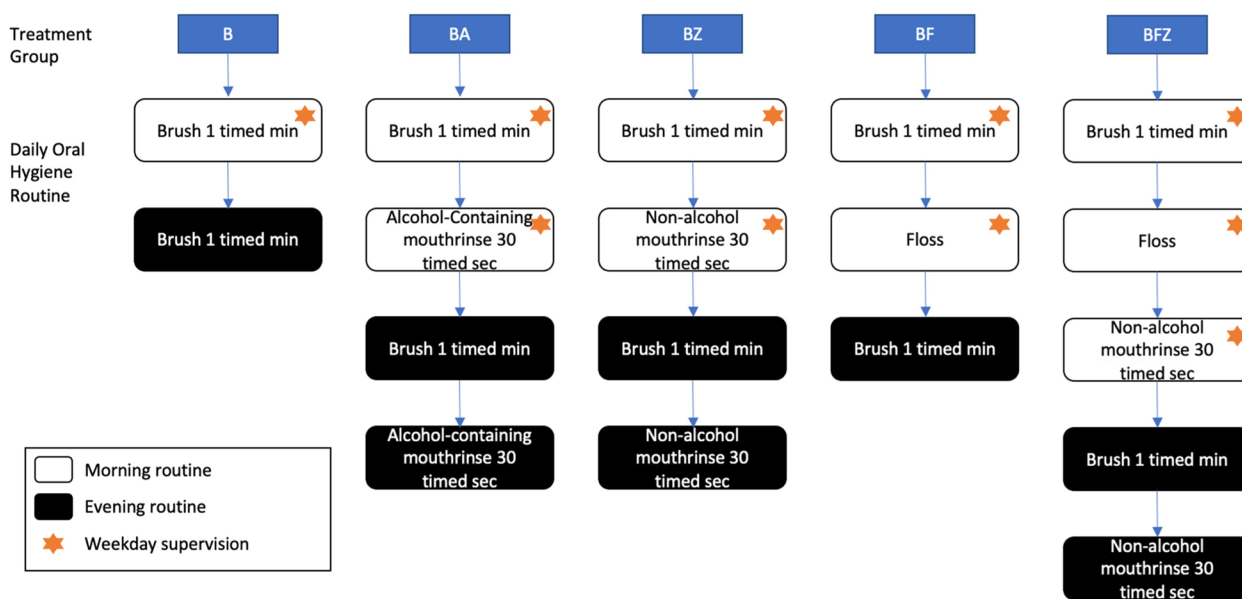 Treatment
Group
B
BA
BZ
BF
BFZ
Daily Oral
Hygiene
Routine
Brush 1 timed min
Brush 1 timed min
Brush 1 timed min
Brush 1 timed min
Brush 1 timed min
Brush 1 timed min
Alcohol-Containing
mouthrinse 30
timed sec
Non-alcohol
mouthrinse 30
timed sec
Floss
Floss
Brush 1 timed min
Brush 1 timed min
Brush 1 timed min
Non-alcohol
mouthrinse 30
timed sec
Alcohol-containing
mouthrinse 30
timed sec
Non-alcohol
mouthrinse 30
timed sec
Brush 1 timed min
Non-alcohol
mouthrinse 30
timed sec
Morning routine
Evening routine
Weekday supervision